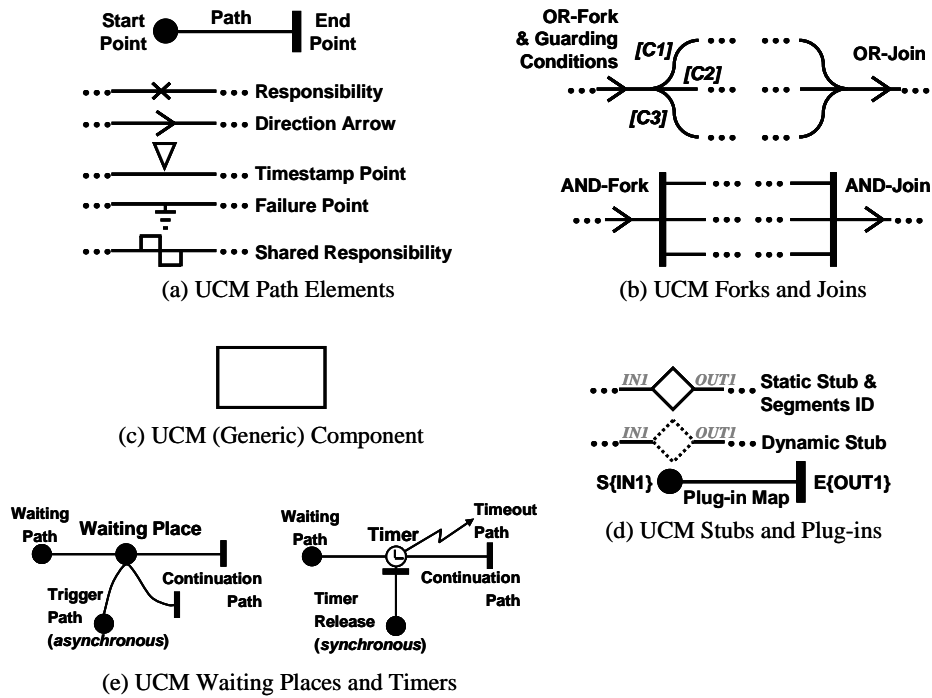 Start Point
Path
End Point
••• Responsibility
••• Direction Arrow
••• Timestamp Point
••• Failure Point
••• Shared Responsibility
(a) UCM Path Elements
OR-Fork
& Guarding
Conditions
[C1]
[C2]
[C3]
OR-Join
AND-Fork
AND-Join
(b) UCM Forks and Joins
(c) UCM (Generic) Component
IN1
OUT1
Static Stub &
Segments ID
IN1
OUT1
Dynamic Stub
S{IN1}
Plug-in Map
E{OUT1}
(d) UCM Stubs and Plug-ins
Waiting
Path
Waiting Place
Continuation
Path
Trigger
Path
(asynchronous)
Waiting
Path
Timer
Timeout
Path
Continuation
Path
Timer
Release
(synchronous)
(e) UCM Waiting Places and Timers